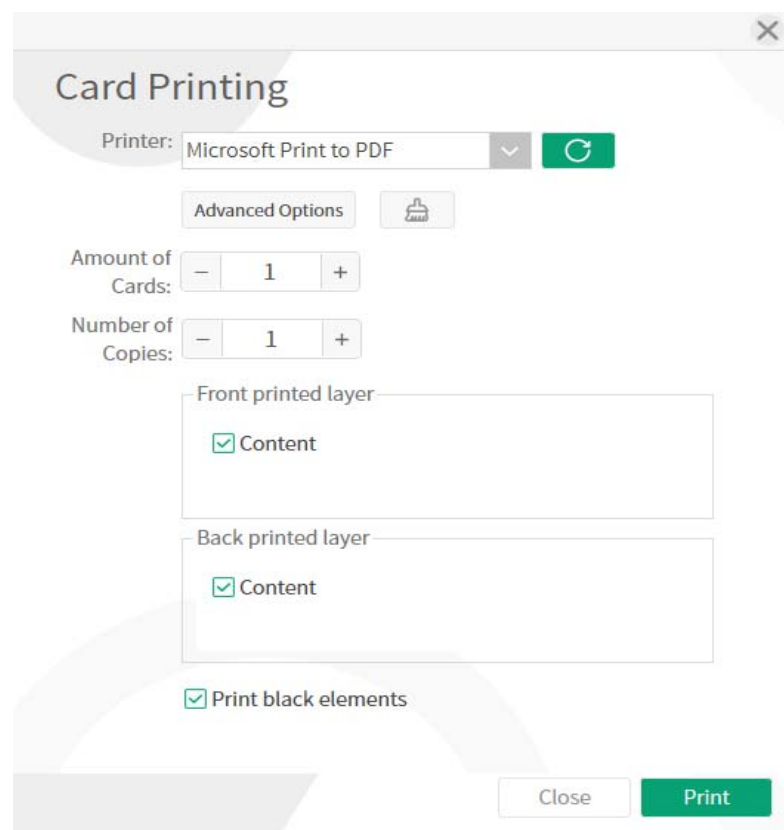 Card Printing
Printer:
Microsoft Print to PDF
Advanced Options
Amount of
Cards:
− 1 +
Number of
Copies:
− 1 +
Front printed layer
Content
Back printed layer
Content
Print black elements
Close
Print